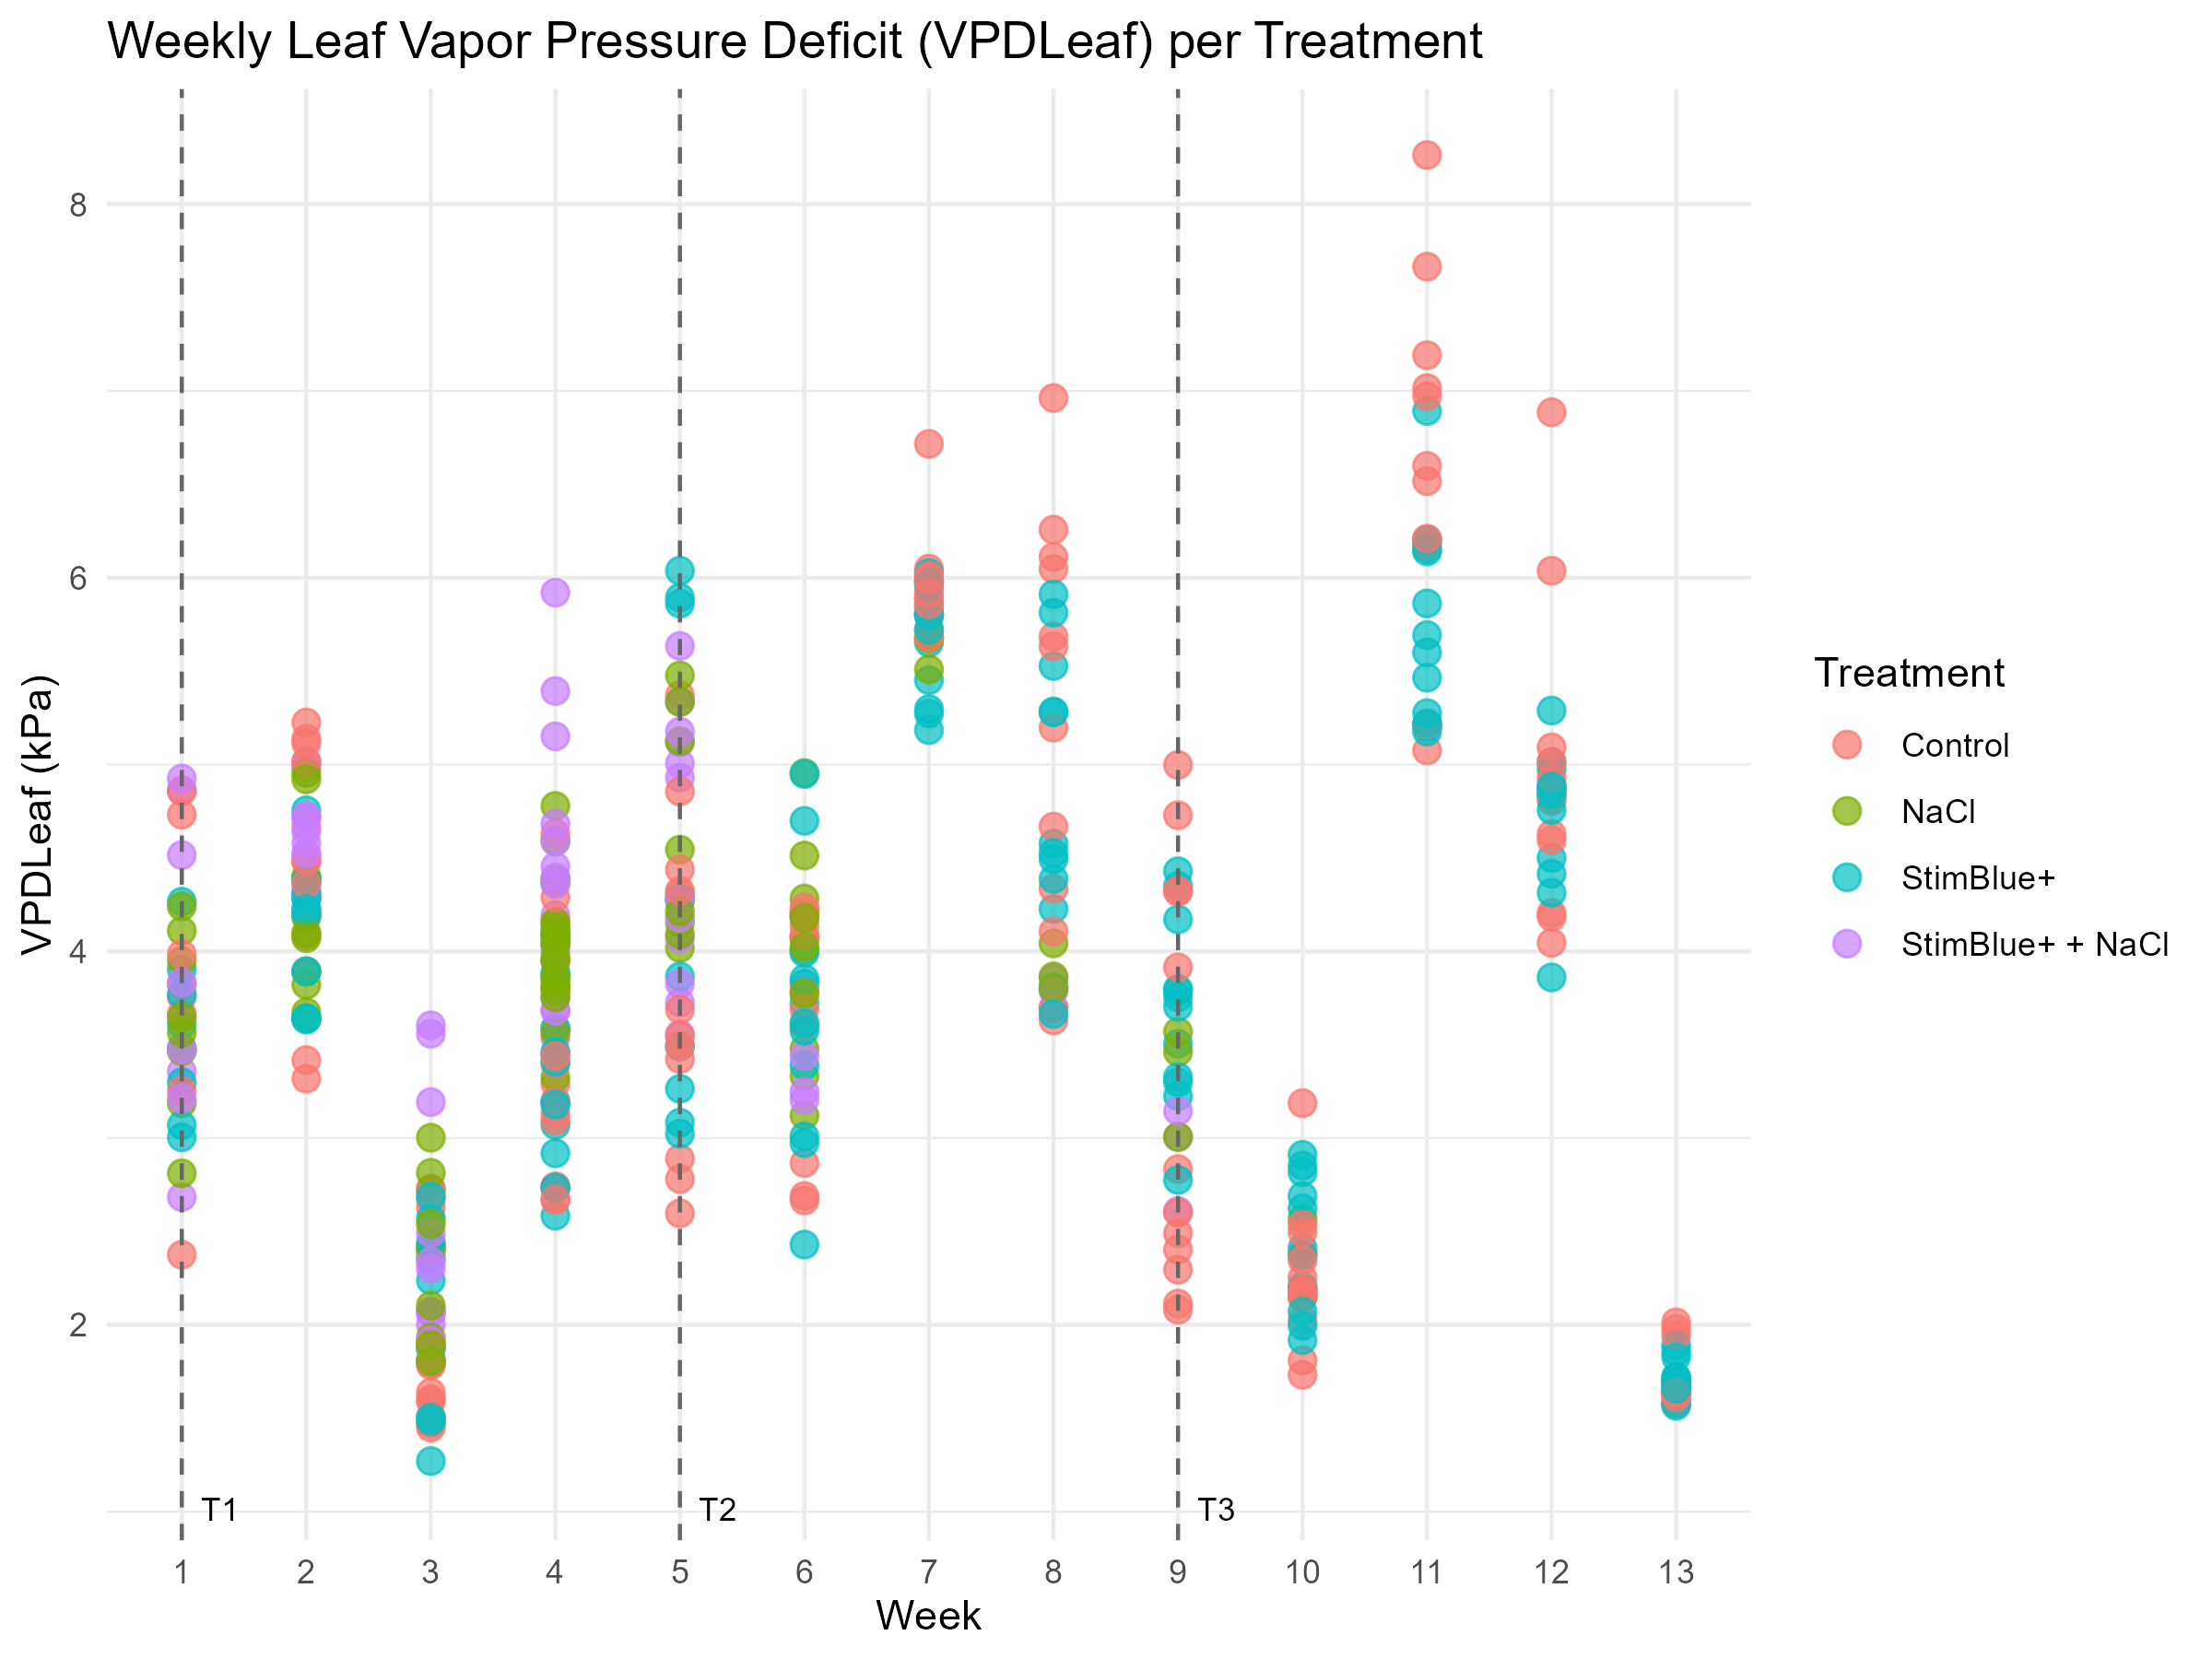 Weekly Leaf Vapor Pressure Deficit (VPDLeaf) per Treatment
VPDLeaf (kPa)
8
6
4
2
T1
T2
T3
1 2 3 4 5 6 7 8 9 10 11 12 13
Week
Treatment
Control
NaCl
StimBlue+
StimBlue+ + NaCl